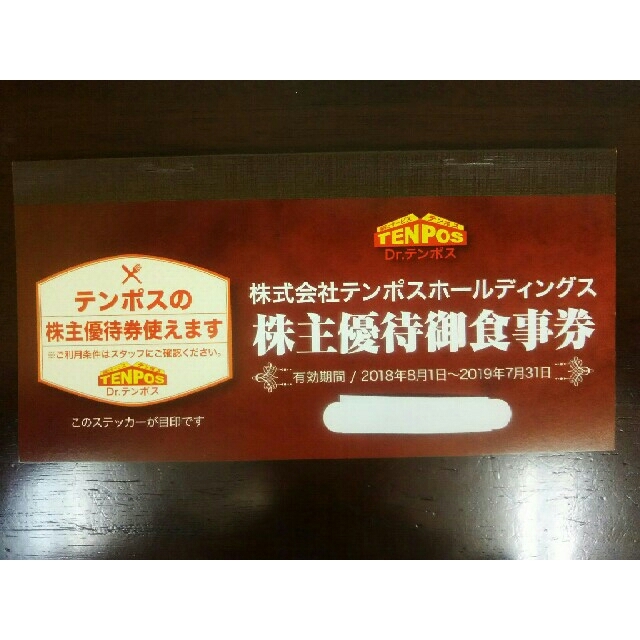 テンポスの
株主優待券使えます
※ご利用条件はスタッフにご確認ください。
TENPOS
Dr.テンポス
このステッカーが目印です
TENPOS
Dr.テンポス
株式会社テンポスホールディングス
株主優待御食事券
有効期間 / 2018年8月1日～2019年7月31日